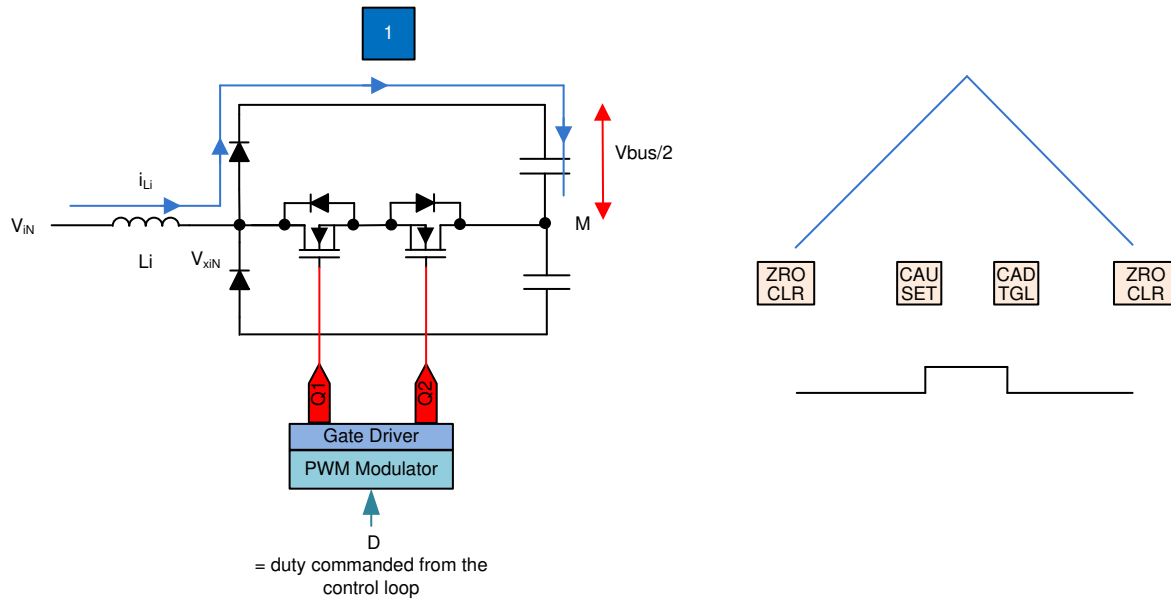 1
Vbus/2
iLi
ViN
M
Li
VxiN
ZRO
CLR
CAU
SET
CAD
TGL
ZRO
CLR
Q1
Q2
Gate Driver
PWM Modulator
D
= duty commanded from the
control loop